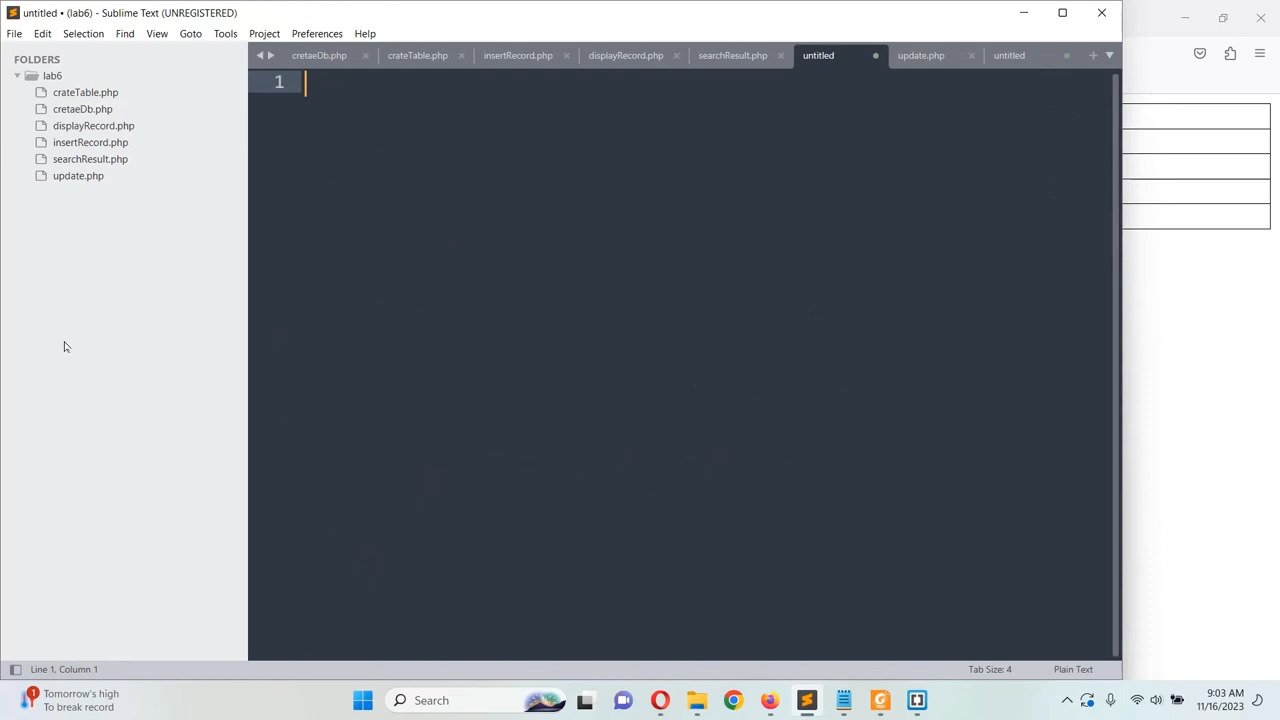 untitled • (lab6) - Sublime Text (UNREGISTERED)
File Edit Selection Find View Goto Tools Project Preferences Help
FOLDERS
lab6
crateTable.php
cretaeDb.php
displayRecord.php
insertRecord.php
searchResult.php
update.php
cretaeDb.php crateTable.php insertRecord.php displayRecord.php searchResult.php untitled update.php untitled
1
Line 1, Column 1
Tab Size: 4 Plain Text
1
Tomorrow's high
To break record
Search
9:03 AM
11/16/2023